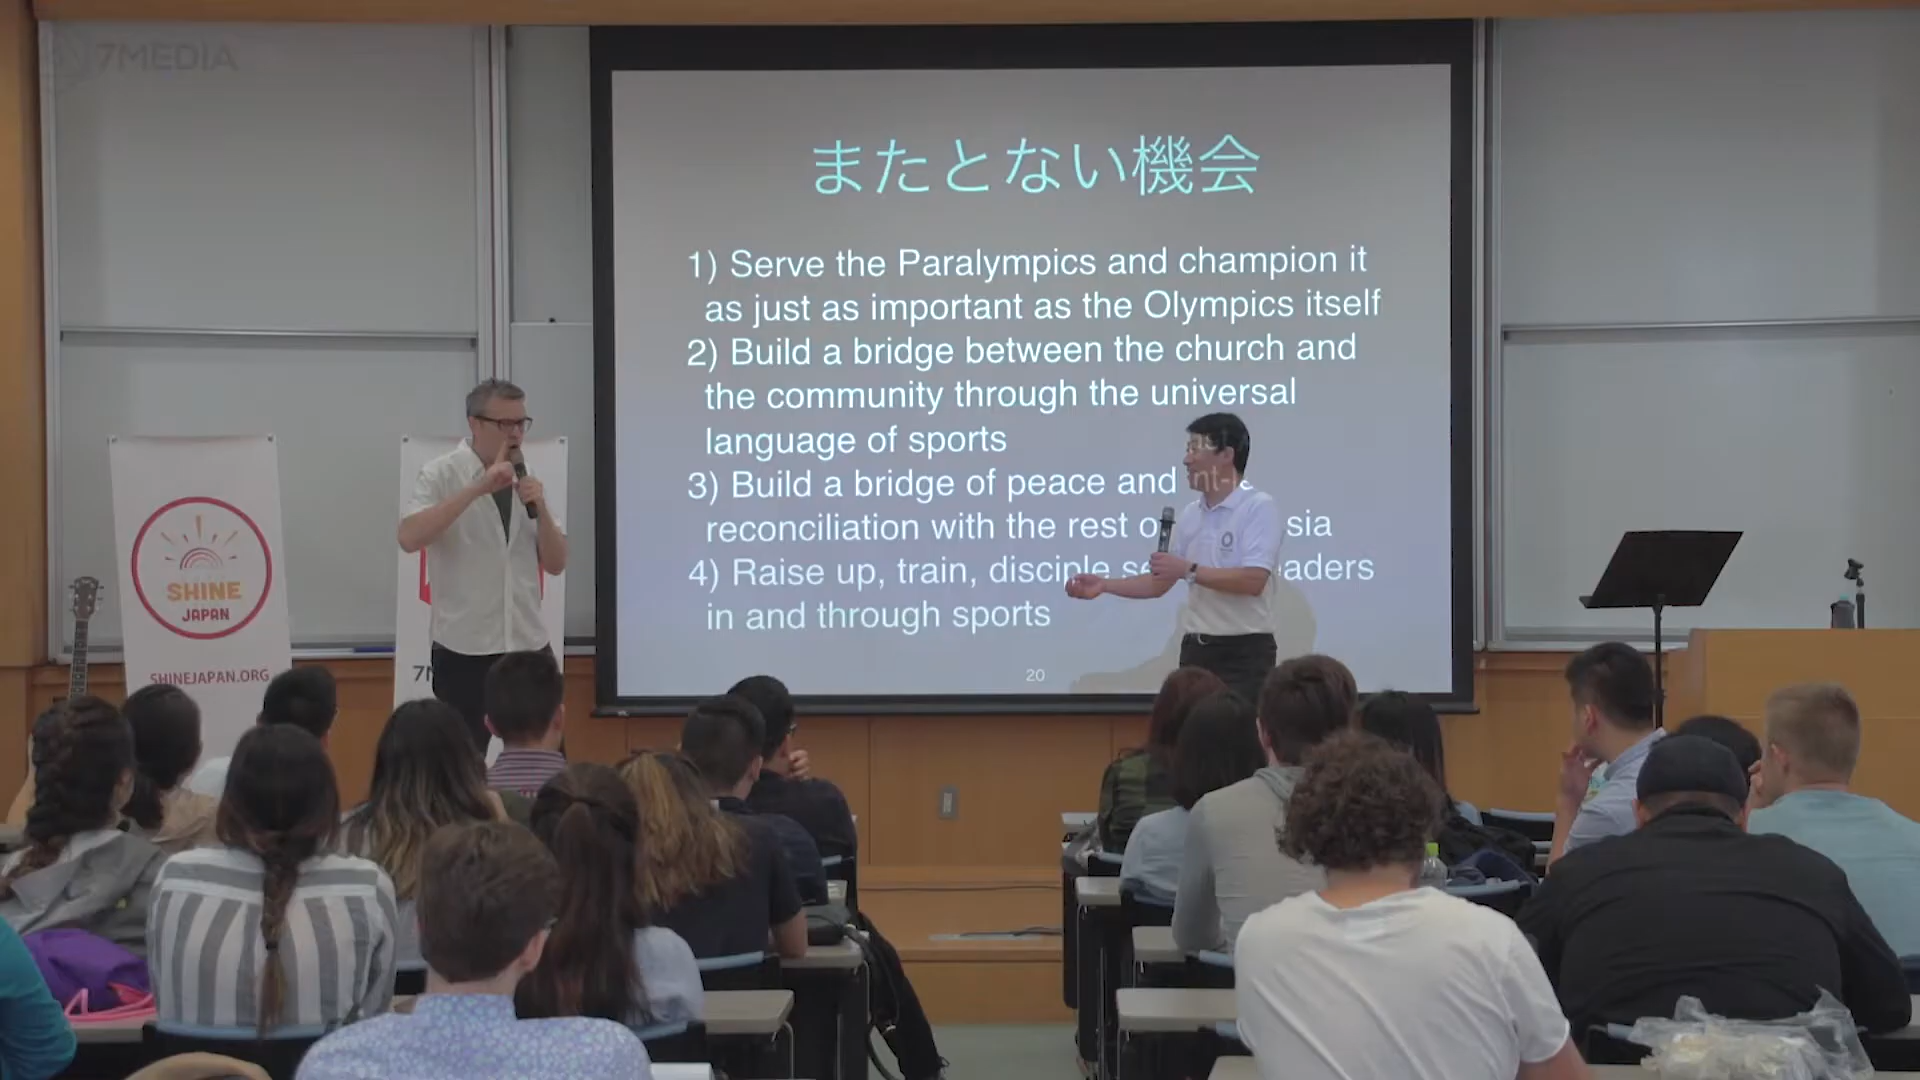 7MEDIA
またとない機会
1) Serve the Paralympics and champion it
as just as important as the Olympics itself
2) Build a bridge between the church and
the community through the universal
language of sports
3) Build a bridge of peace and
reconciliation with the rest
4) Raise up, train, disciple
in and through sports
20
SHINE
JAPAN
SHINEJAPAN.ORG